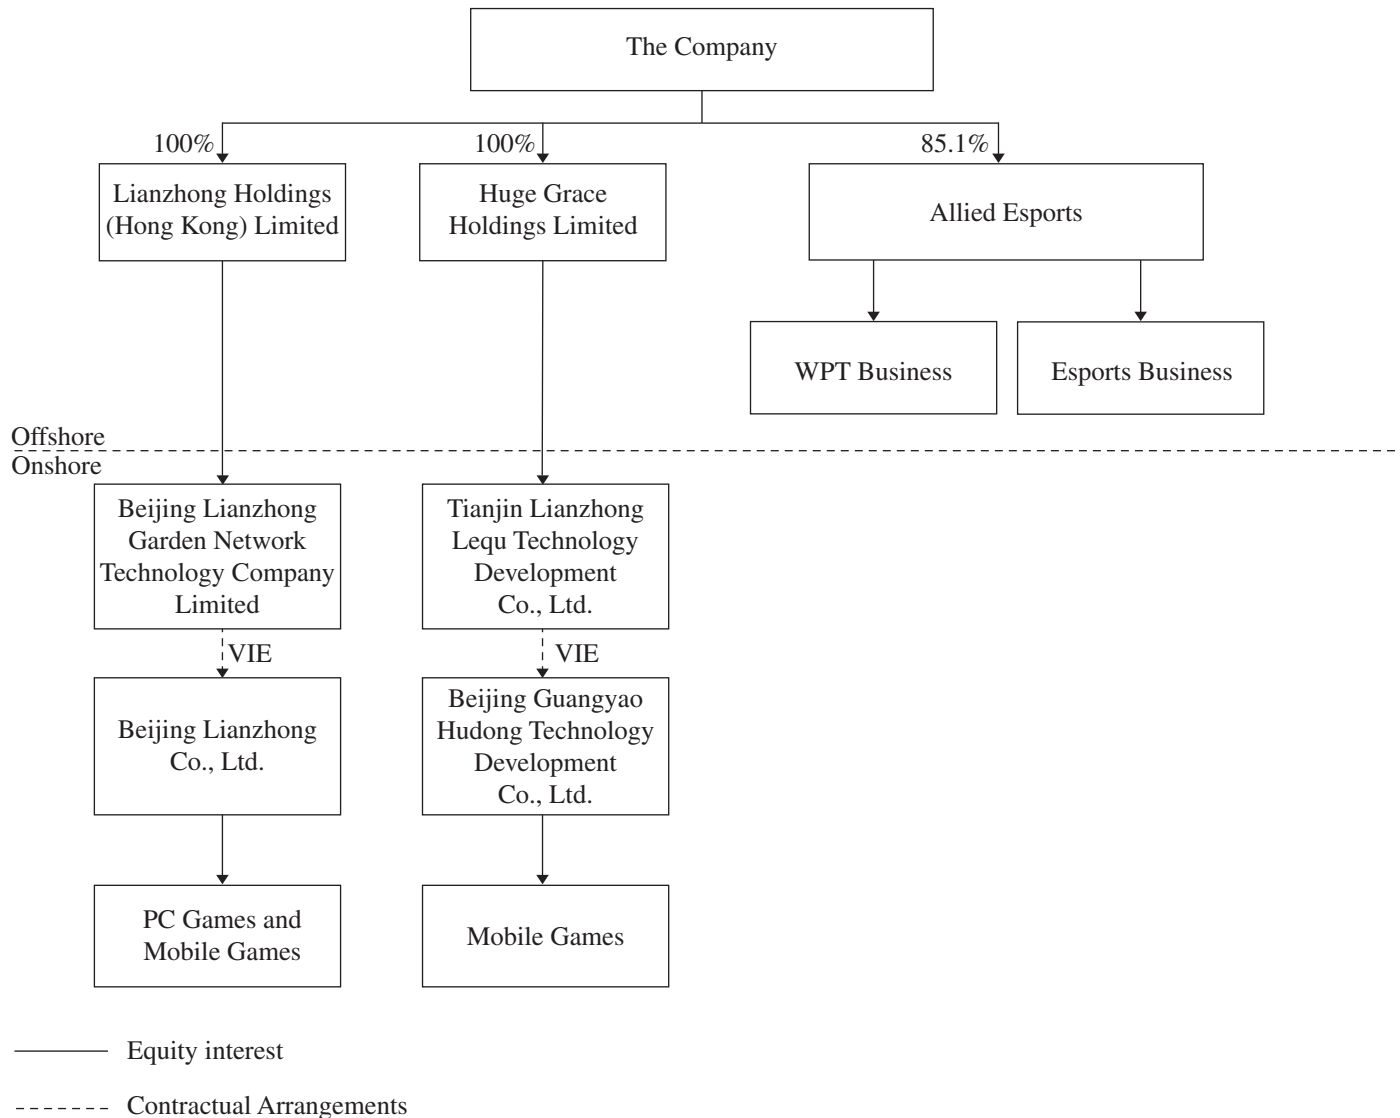 The Company
100%
100%
85.1%
Lianzhong Holdings
(Hong Kong) Limited
Huge Grace
Holdings Limited
Allied Esports
WPT Business
Esports Business
Offshore
Onshore
Beijing Lianzhong
Garden Network
Technology Company
Limited
Tianjin Lianzhong
Lequ Technology
Development
Co., Ltd.
VIE
VIE
Beijing Lianzhong
Co., Ltd.
Beijing Guangyao
Hudong Technology
Development
Co., Ltd.
PC Games and
Mobile Games
Mobile Games
Equity interest
Contractual Arrangements